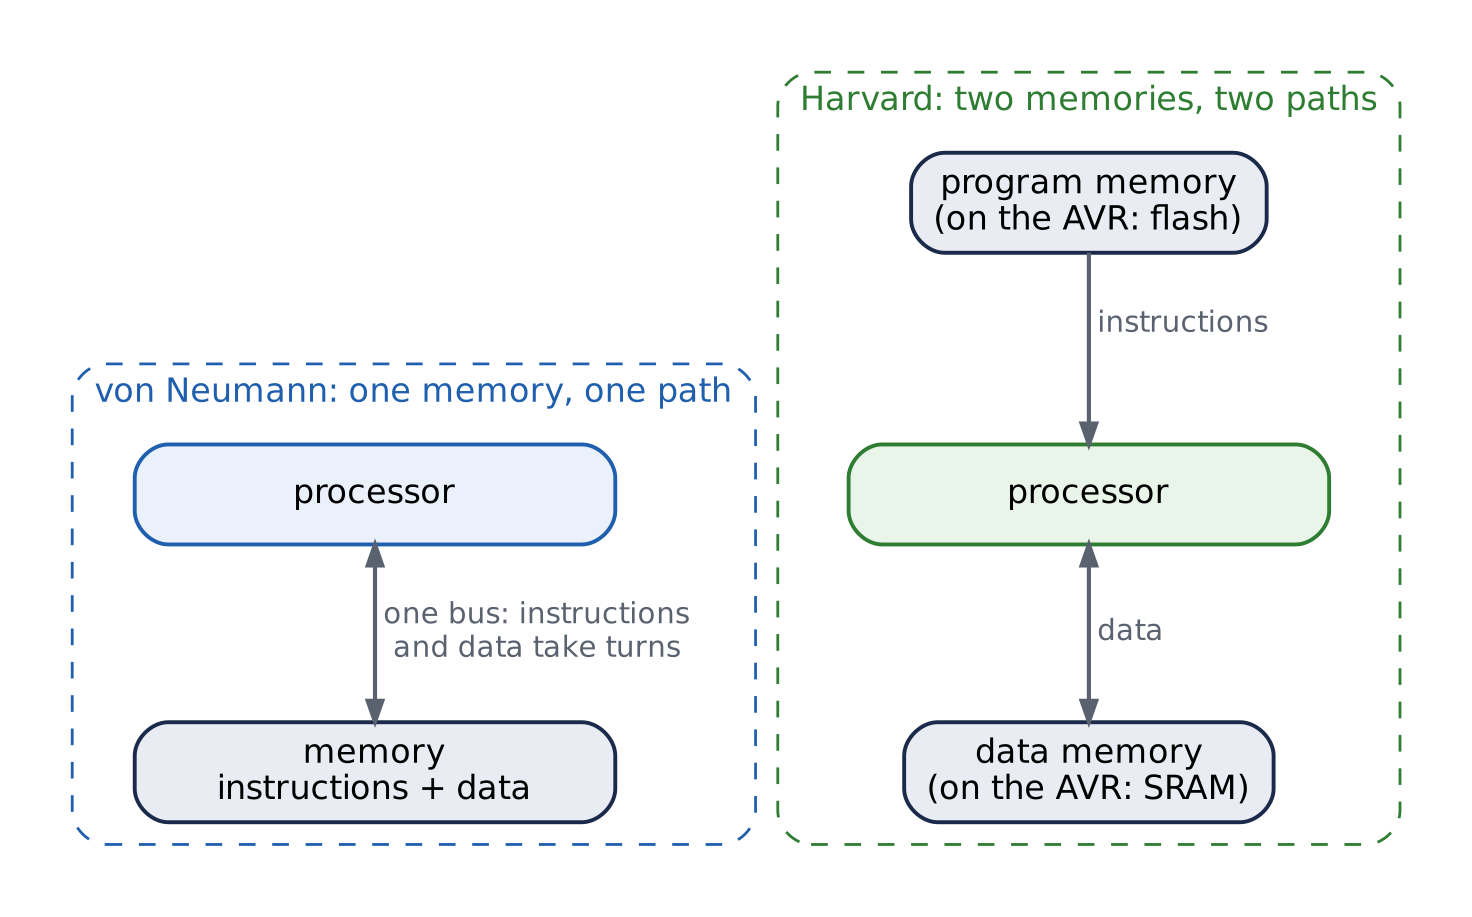 von Neumann: one memory, one path
processor
one bus: instructions
and data take turns
memory
instructions + data
Harvard: two memories, two paths
program memory
(on the AVR: flash)
instructions
processor
data
data memory
(on the AVR: SRAM)